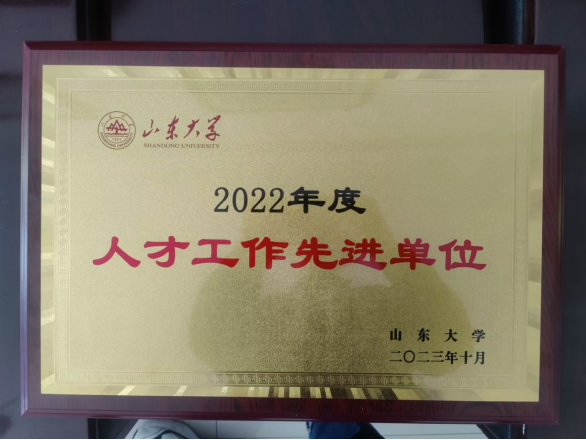 山东大学
SHANDONG UNIVERSITY
2022年度
人才工作先进单位
山东大学
二〇二三年十月